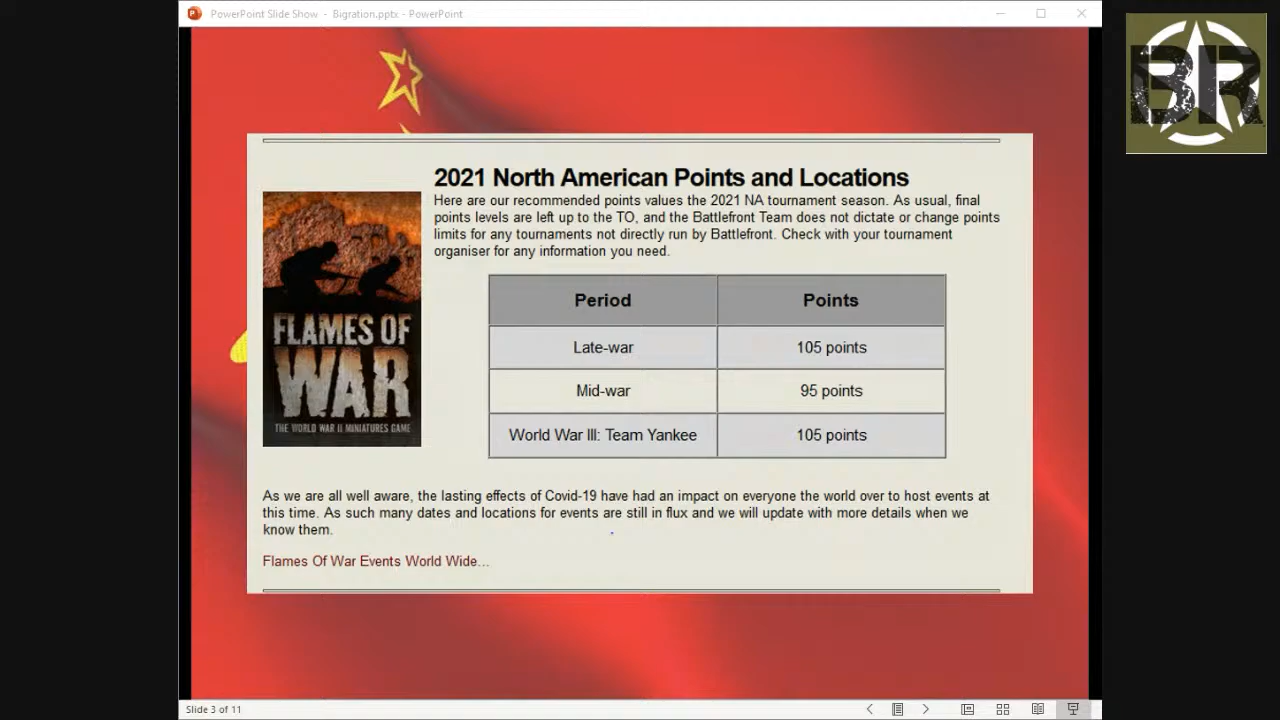 PowerPoint Slide Show - Bigration.pptx - PowerPoint
BR
2021 North American Points and Locations
Here are our recommended points values the 2021 NA tournament season. As usual, final
points levels are left up to the TO, and the Battlefront Team does not dictate or change points
limits for any tournaments not directly run by Battlefront. Check with your tournament
organiser for any information you need.
FLAMES OF
WAR
THE WORLD WAR II MINIATURES GAME
Period Points
Late-war 105 points
Mid-war 95 points
World War III: Team Yankee 105 points
As we are all well aware, the lasting effects of Covid-19 have had an impact on everyone the world over to host events at
this time. As such many dates and locations for events are still in flux and we will update with more details when we
know them.
Flames Of War Events World Wide...
Slide 3 of 11